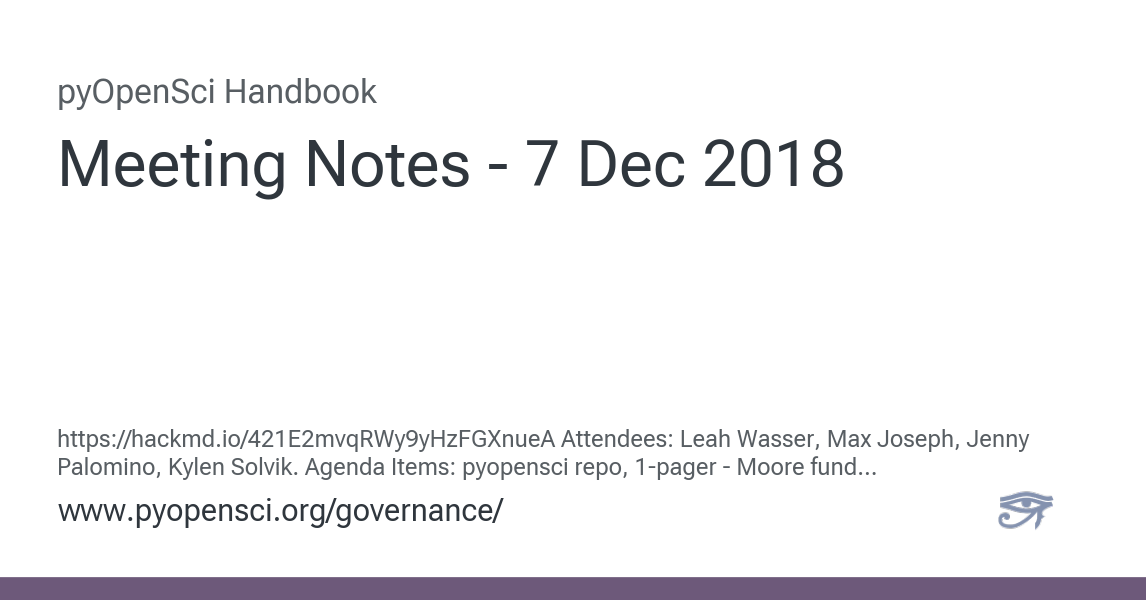 pyOpenSci Handbook
Meeting Notes - 7 Dec 2018
https://hackmd.io/421E2mvqRWy9yHzFGXnueA Attendees: Leah Wasser, Max Joseph, Jenny
Palomino, Kylen Solvik. Agenda Items: pyopensci repo, 1-pager - Moore fund...
www.pyopensci.org/governance/